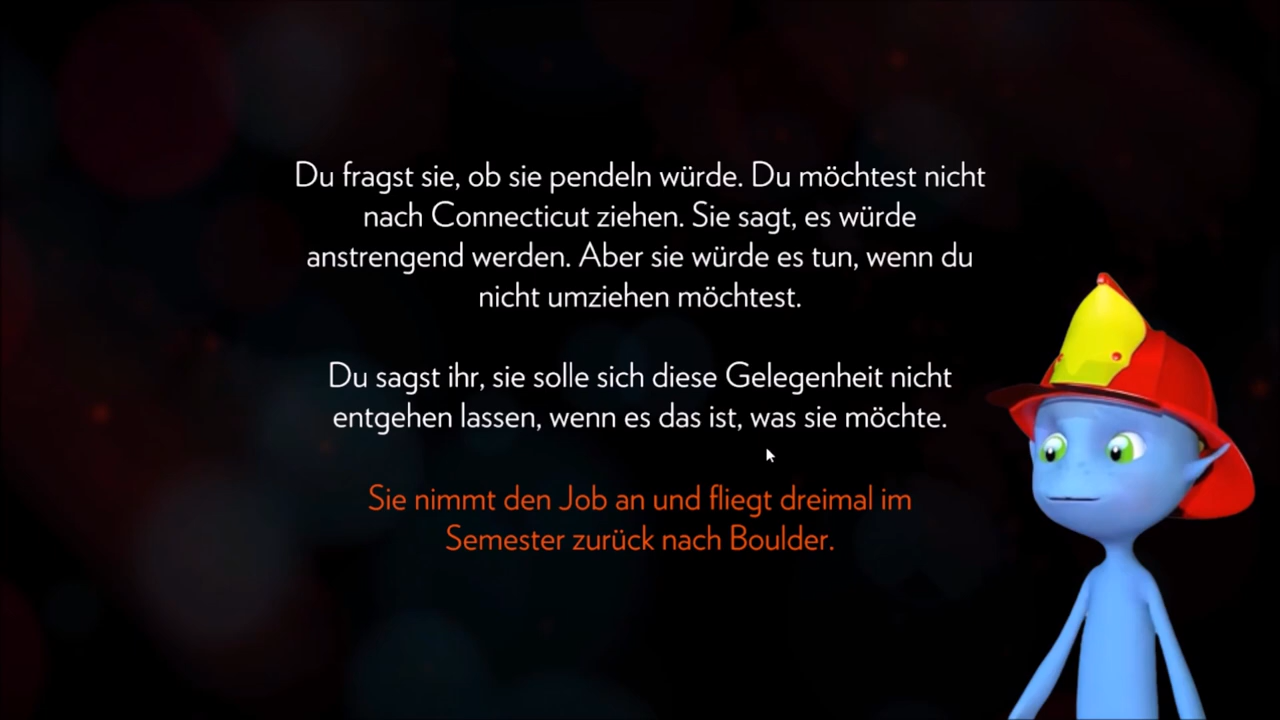 Du fragst sie, ob sie pendeln würde. Du möchtest nicht
nach Connecticut ziehen. Sie sagt, es würde
anstrengend werden. Aber sie würde es tun, wenn du
nicht umziehen möchtest.
Du sagst ihr, sie solle sich diese Gelegenheit nicht
entgehen lassen, wenn es das ist, was sie möchte.
Sie nimmt den Job an und fliegt dreimal im
Semester zurück nach Boulder.